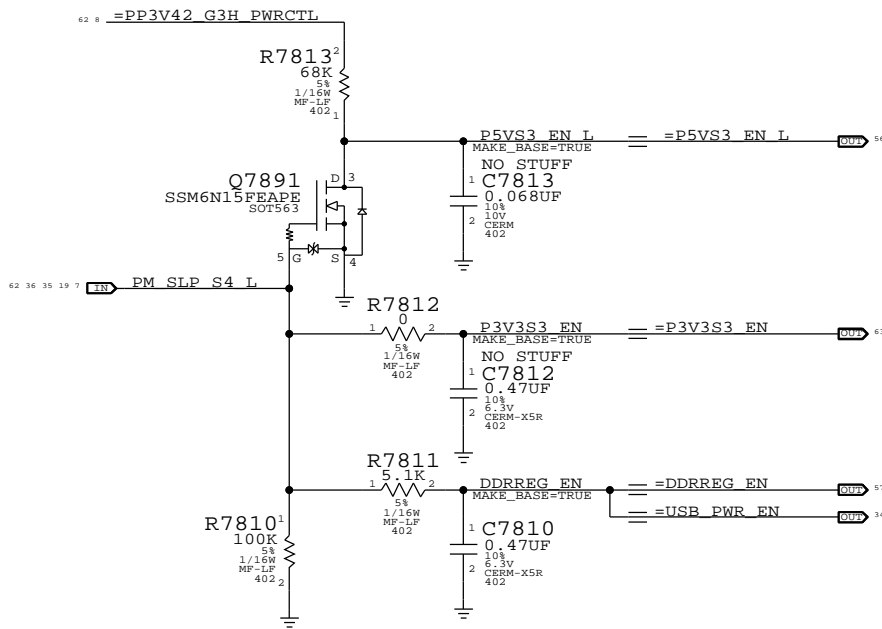 62 8 =PP3V42_G3H_PWRCTL
R7813 2
68K
5%
1/16W
MF-LF
402 1
P5VS3_EN_L =P5VS3_EN_L OUT 56
MAKE_BASE=TRUE
NO STUFF
1 C7813
0.068UF
10%
10V
2 CERM
402
Q7891 D 3
SSM6N15FEAPE
SOT563
5 G S 4
62 36 35 19 7 IN PM_SLP_S4_L
R7812
0
1 2
5%
1/16W
MF-LF
402
P3V3S3_EN =P3V3S3_EN OUT 63
MAKE_BASE=TRUE
NO STUFF
1 C7812
0.47UF
10%
6.3V
2 CERM-X5R
402
R7811
5.1K
1 2
5%
1/16W
MF-LF
402
DDRREG_EN =DDRREG_EN OUT 57
MAKE_BASE=TRUE
=USB_PWR_EN OUT 34
R7810 1
100K
5%
1/16W
MF-LF
402 2
1 C7810
0.47UF
10%
6.3V
2 CERM-X5R
402